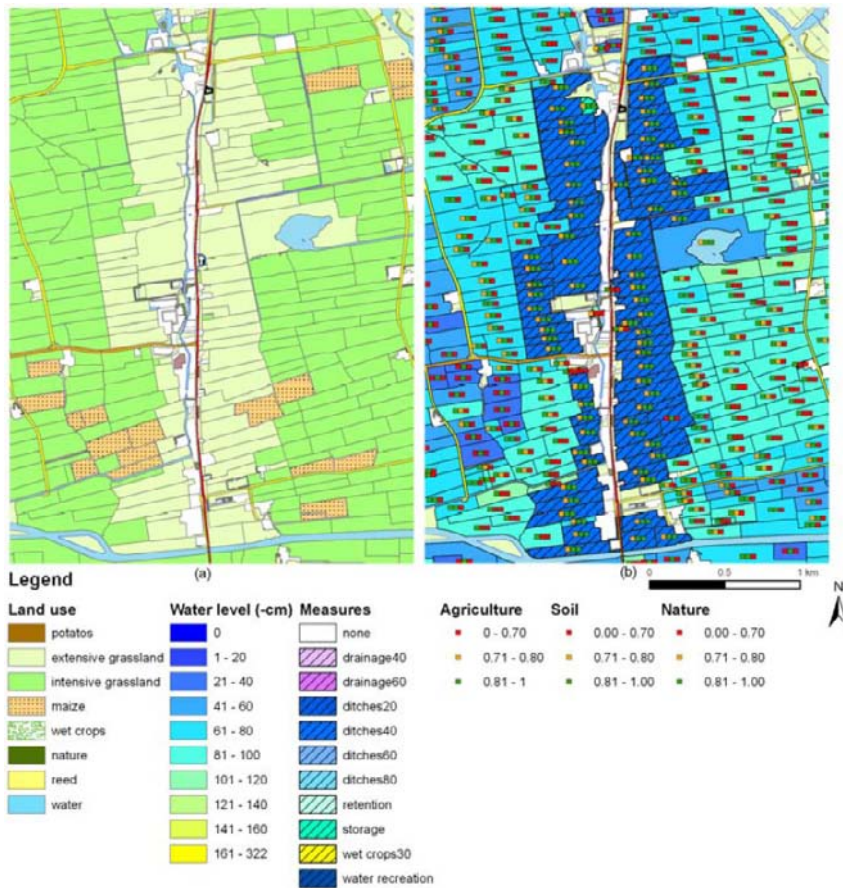 (a)
(b)
0 0.5 1 km
N
Legend
Land use
potatos
extensive grassland
intensive grassland
maize
wet crops
nature
reed
water
Water level (-cm)
0
1 - 20
21 - 40
41 - 60
61 - 80
81 - 100
101 - 120
121 - 140
141 - 160
161 - 322
Measures
none
drainage40
drainage60
ditches20
ditches40
ditches60
ditches80
retention
storage
wet crops30
water recreation
Agriculture
0 - 0.70
0.71 - 0.80
0.81 - 1
Soil
0.00 - 0.70
0.71 - 0.80
0.81 - 1.00
Nature
0.00 - 0.70
0.71 - 0.80
0.81 - 1.00